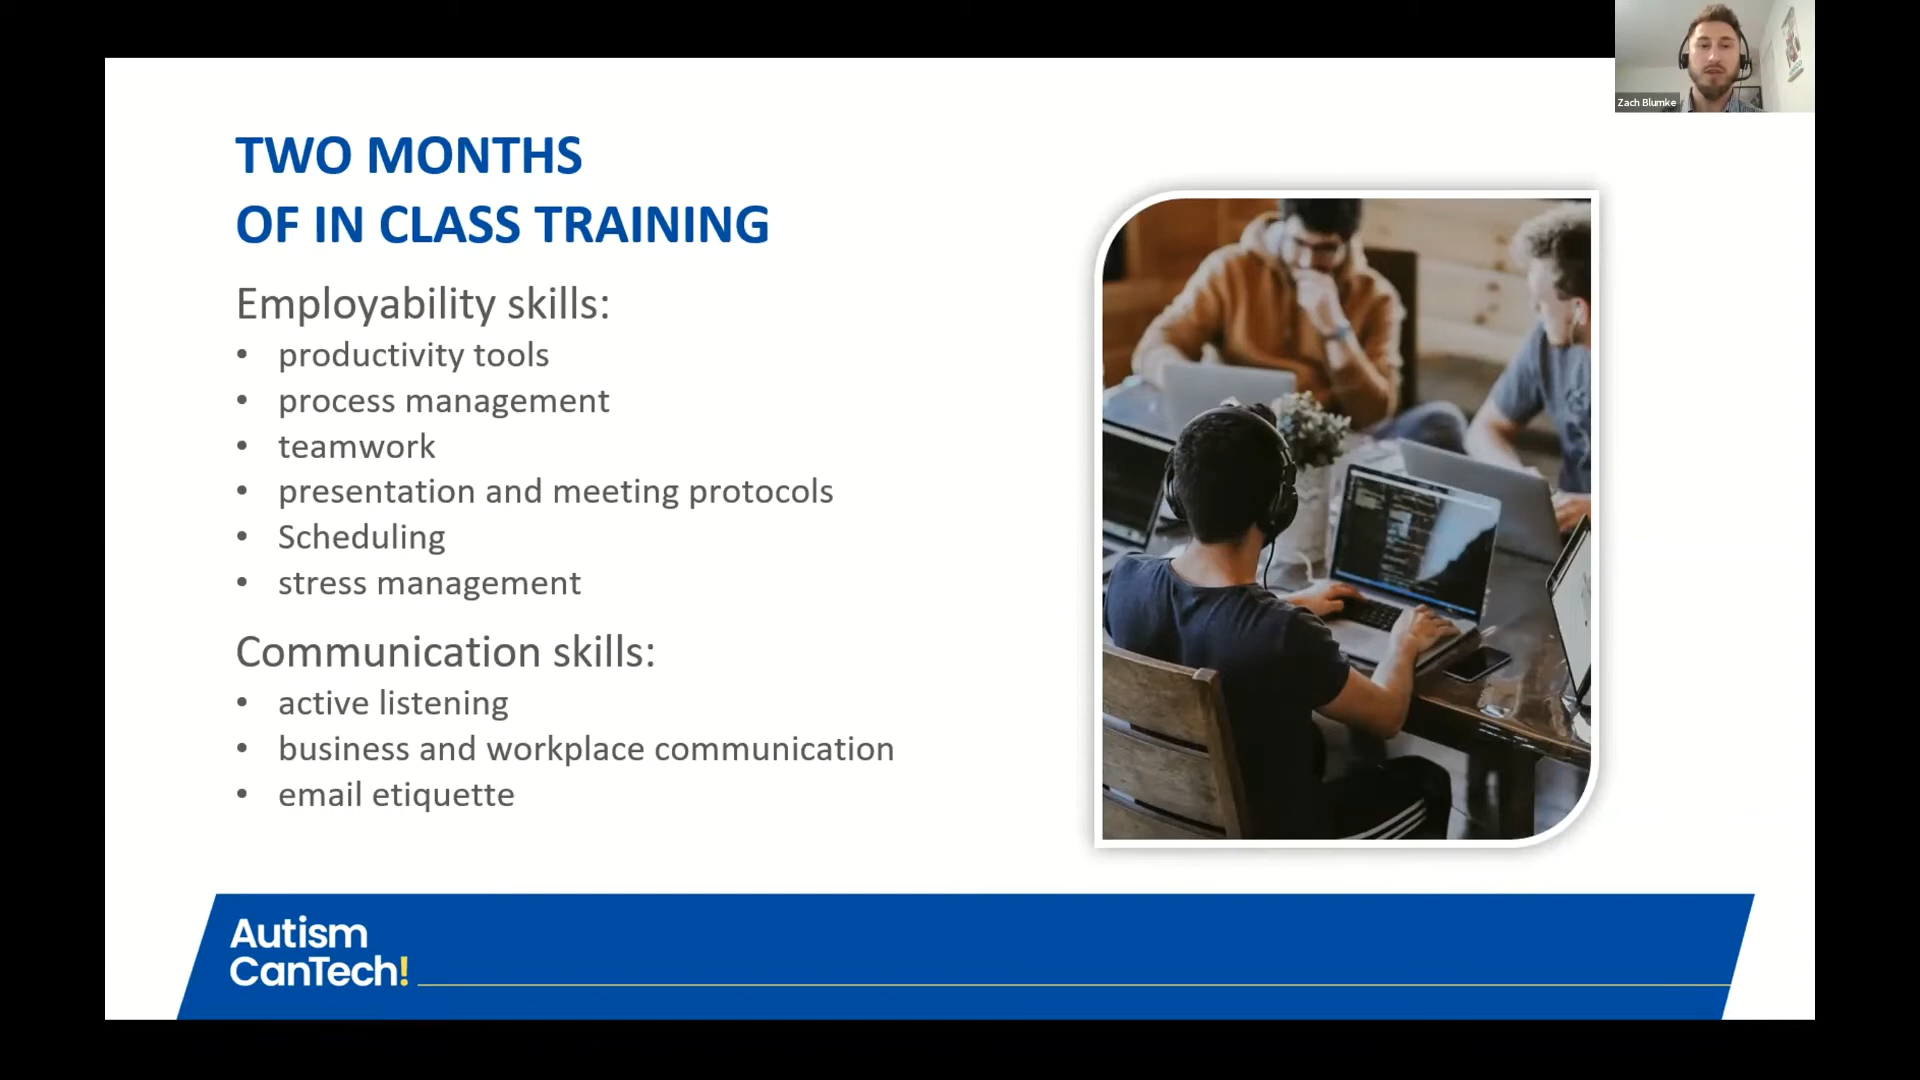 Zach Blumke
TWO MONTHS
OF IN CLASS TRAINING
Employability skills:
• productivity tools
• process management
• teamwork
• presentation and meeting protocols
• Scheduling
• stress management
Communication skills:
• active listening
• business and workplace communication
• email etiquette
Autism
CanTech!